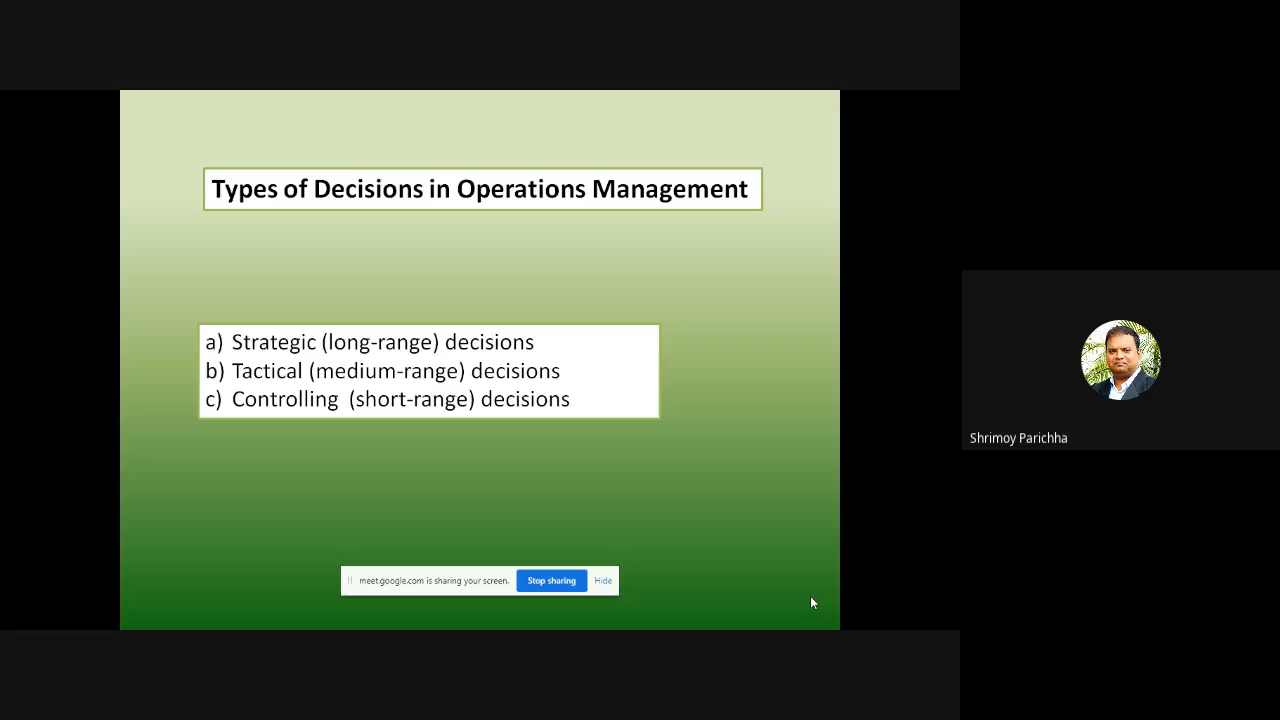 Types of Decisions in Operations Management
a) Strategic (long-range) decisions
b) Tactical (medium-range) decisions
c) Controlling (short-range) decisions
meet.google.com is sharing your screen. Stop sharing Hide
Shrimoy Parichha